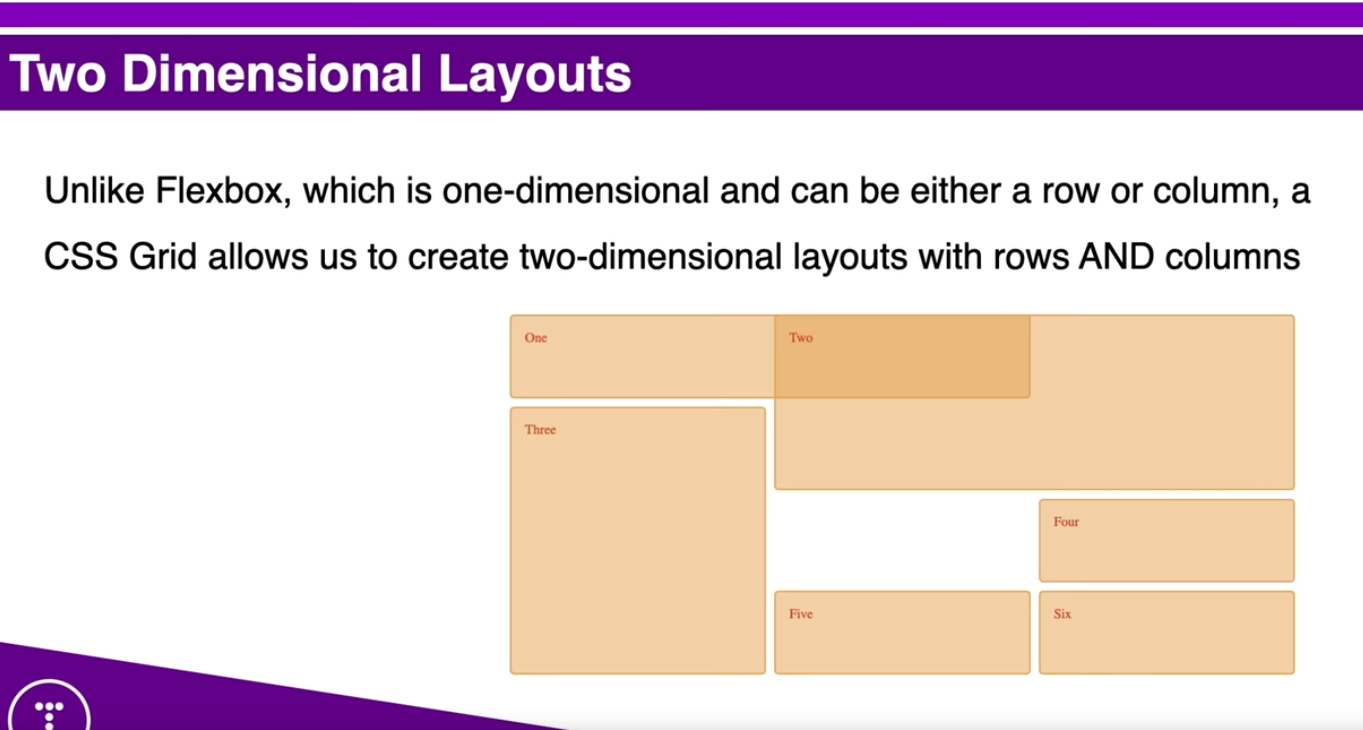 Two Dimensional Layouts
Unlike Flexbox, which is one-dimensional and can be either a row or column, a
CSS Grid allows us to create two-dimensional layouts with rows AND columns
One
Two
Three
Four
Five
Six